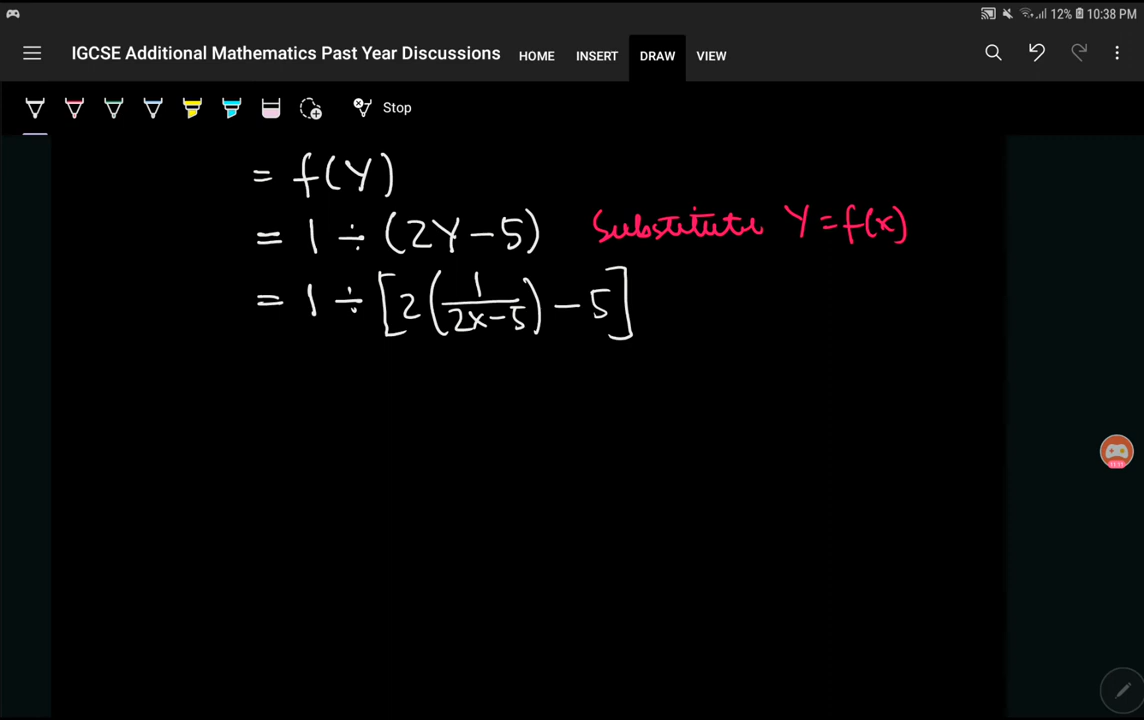 12% 10:38 PM
IGCSE Additional Mathematics Past Year Discussions HOME INSERT DRAW VIEW
Stop
= f(Y)
= 1 ÷ (2Y − 5) Substitute Y = f(x)
= 1 ÷ [2(1/(2x−5)) − 5]